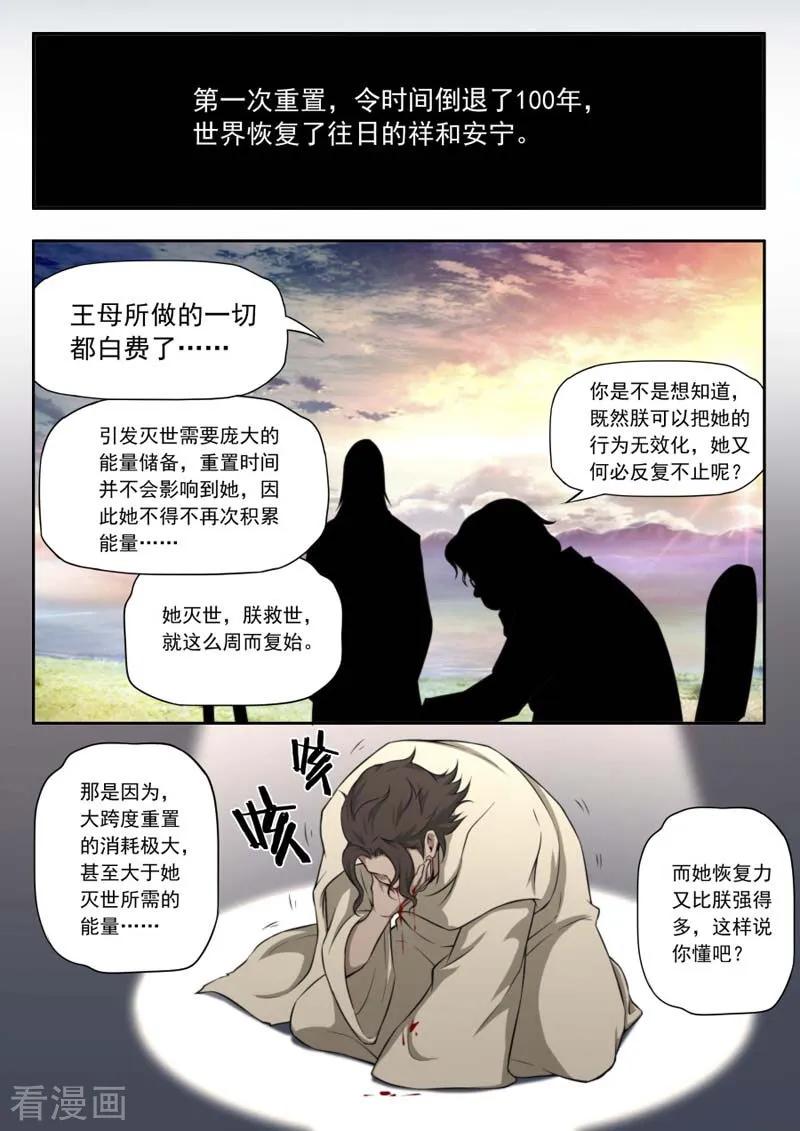 第一次重置，令时间倒退了100年，
世界恢复了往日的祥和安宁。
王母所做的一切
都白费了……
引发灭世需要庞大的
能量储备，重置时间
并不会影响到她，因
此她不得不再次积累
能量……
她灭世，朕救世，
就这么周而复始。
你是不是想知道，
既然朕可以把她的
行为无效化，她又
何必反复不止呢？
那是因为，
大跨度重置
的消耗极大，
甚至大于她
灭世所需的
能量……
咳
咳
而她恢复力
又比朕强得
多，这样说
你懂吧？
看漫画